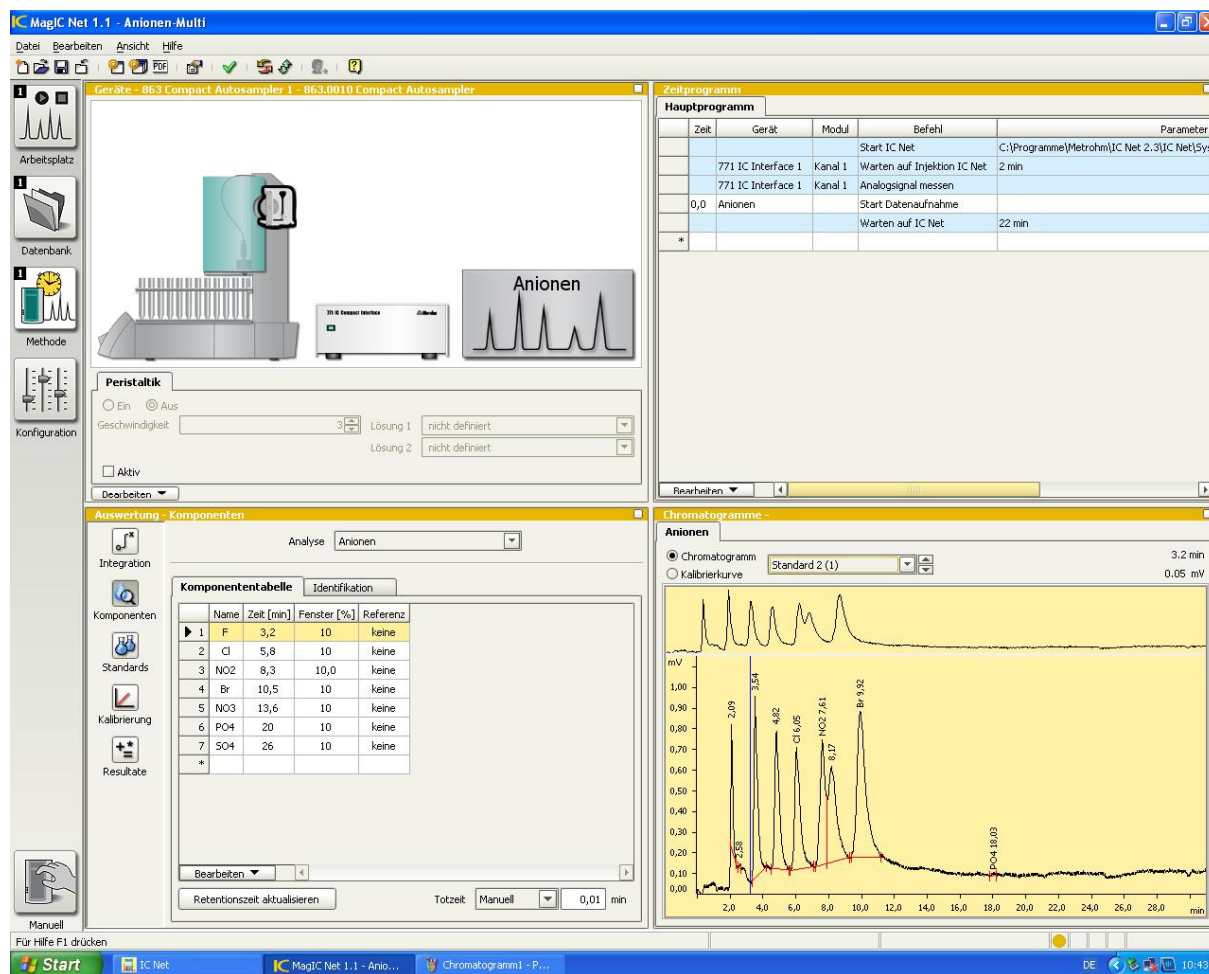 MagIC Net 1.1 - Anionen-Multi
Datei Bearbeiten Ansicht Hilfe
PDF
1
Arbeitsplatz
1
Datenbank
1
Methode
Konfiguration
Manuell
Geräte - 863 Compact Autosampler 1 - 863.0010 Compact Autosampler
771 IC Compact Interface
Metrohm
Anionen
Peristaltik
Ein Aus
Geschwindigkeit 3 Lösung 1 nicht definiert
Lösung 2 nicht definiert
Aktiv
Bearbeiten
Zeitprogramm
Hauptprogramm
Zeit Gerät Modul Befehl Parameter
Start IC Net C:\Programme\Metrohm\IC Net 2.3\IC Net\Sys
771 IC Interface 1 Kanal 1 Warten auf Injektion IC Net 2 min
771 IC Interface 1 Kanal 1 Analogsignal messen
0,0 Anionen Start Datenaufnahme
Warten auf IC Net 22 min
*
Bearbeiten
Auswertung - Komponenten
Integration
Komponenten
Standards
Kalibrierung
Resultate
Analyse Anionen
Komponententabelle Identifikation
Name Zeit [min] Fenster [%] Referenz
1 F 3,2 10 keine
2 Cl 5,8 10 keine
3 NO2 8,3 10,0 keine
4 Br 10,5 10 keine
5 NO3 13,6 10 keine
6 PO4 20 10 keine
7 SO4 26 10 keine
*
Bearbeiten
Retentionszeit aktualisieren Totzeit Manuell 0,01 min
Chromatogramme -
Anionen
Chromatogramm Standard 2 (1) 3.2 min
Kalibrierkurve 0.05 mV
mV
1,00
0,90
0,80
0,70
0,60
0,50
0,40
0,30
0,20
0,10
0,00
2,09
2,58
3,54
4,82
Cl 6,05
NO2 7,61
8,17
Br 9,92
PO4 18,03
2,0 4,0 6,0 8,0 10,0 12,0 14,0 16,0 18,0 20,0 22,0 24,0 26,0 28,0 min
Für Hilfe F1 drücken
Start IC Net MagIC Net 1.1 - Anio... Chromatogramm1 - P... DE 10:43